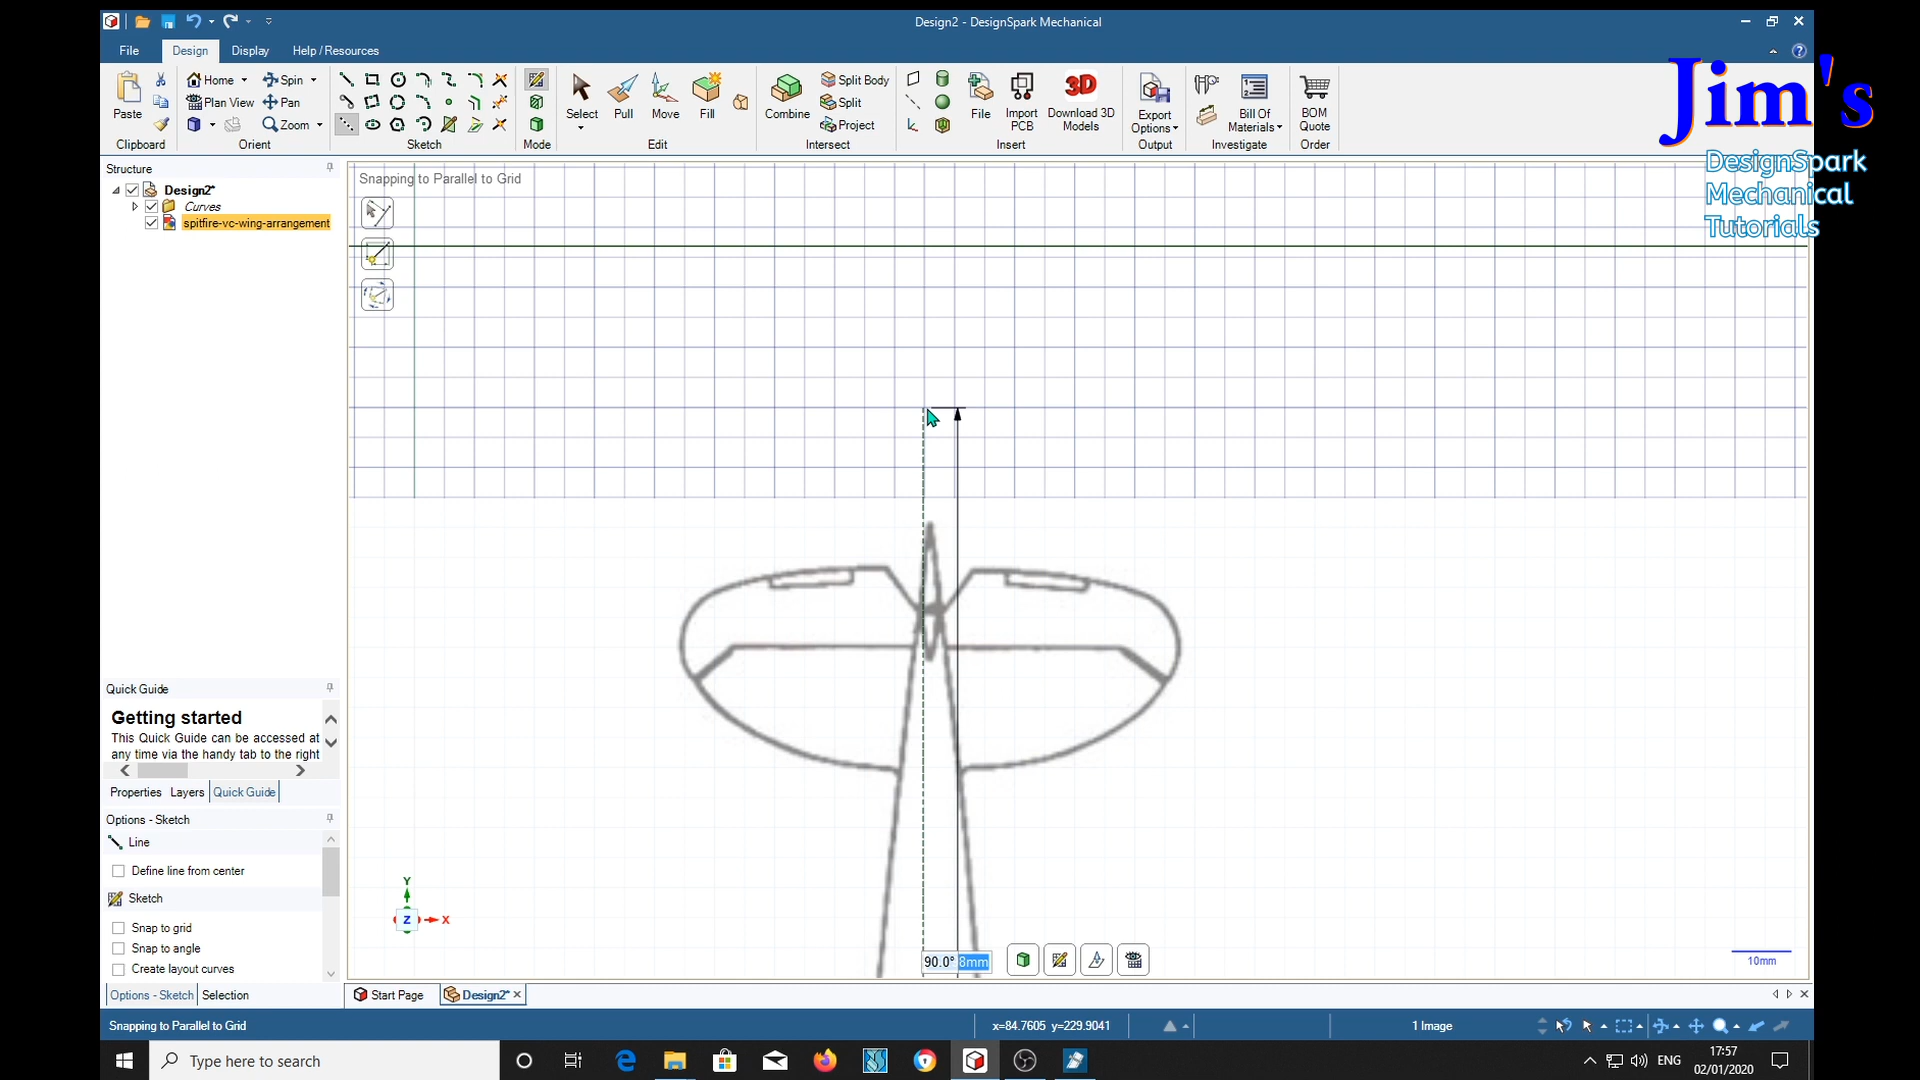 Design2 - DesignSpark Mechanical
File
Design
Display
Help / Resources
Paste
Clipboard
Home
Spin
Plan View
Pan
Zoom
Orient
Sketch
Mode
Select
Pull
Move
Fill
Edit
Combine
Split Body
Split
Project
Intersect
File
Import
PCB
3D
Download 3D
Models
Insert
Export
Options
Output
Bill Of
Materials
Investigate
BOM
Quote
Order
Jim's
DesignSpark
Mechanical
Tutorials
Structure
Design2*
Curves
spitfire-vc-wing-arrangement
Snapping to Parallel to Grid
Quick Guide
Getting started
This Quick Guide can be accessed at
any time via the handy tab to the right
Properties
Layers
Quick Guide
Options - Sketch
Line
Define line from center
Sketch
Snap to grid
Snap to angle
Create layout curves
Options - Sketch
Selection
Y
Z
X
90.0°
8mm
10mm
Start Page
Design2*
Snapping to Parallel to Grid
x=84.7605 y=229.9041
1 Image
Type here to search
ENG
17:57
02/01/2020